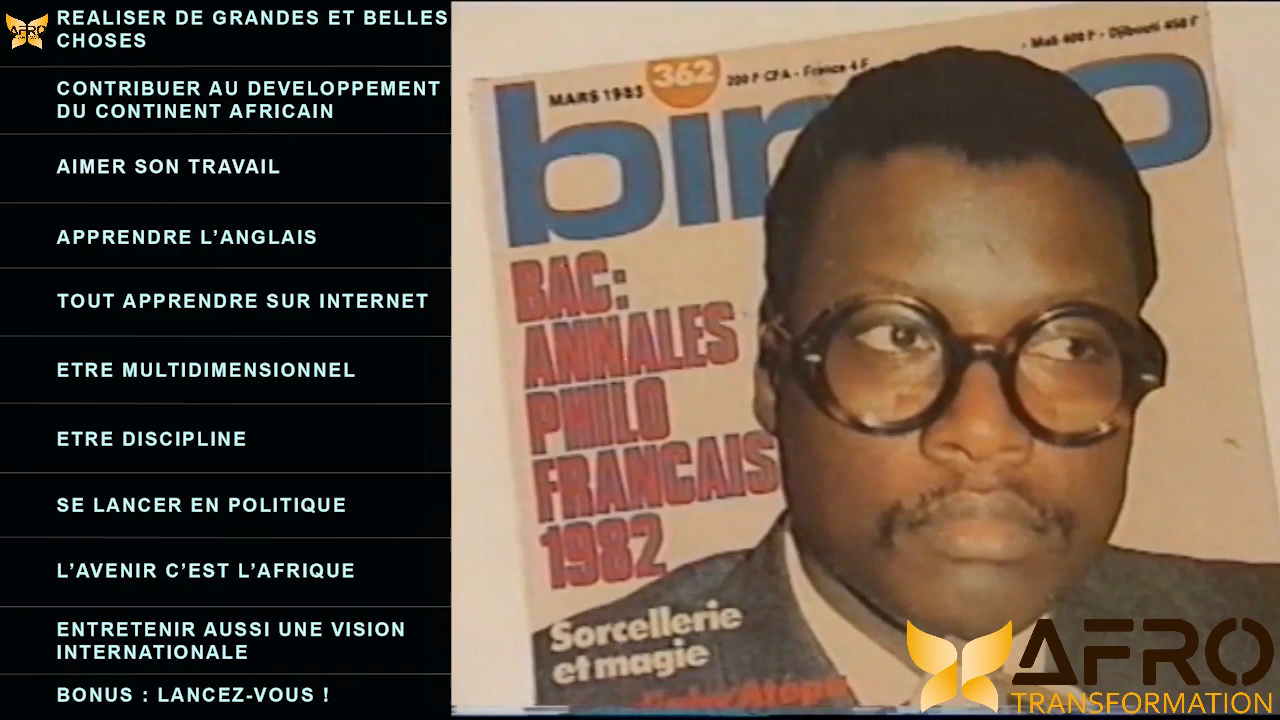 REALISER DE GRANDES ET BELLES
CHOSES
CONTRIBUER AU DEVELOPPEMENT
DU CONTINENT AFRICAIN
AIMER SON TRAVAIL
APPRENDRE L’ANGLAIS
TOUT APPRENDRE SUR INTERNET
ETRE MULTIDIMENSIONNEL
ETRE DISCIPLINE
SE LANCER EN POLITIQUE
L’AVENIR C’EST L’AFRIQUE
ENTRETENIR AUSSI UNE VISION
INTERNATIONALE
BONUS : LANCEZ-VOUS !
AFRO
MARS 1983 362 200 F CFA - France 4 F - Mali 400 F - Djibouti 450 F
bin o
BAC:
ANNALES
PHILO
FRANCAIS
1982
Sorcellerie
et magie
AFRO
TRANSFORMATION